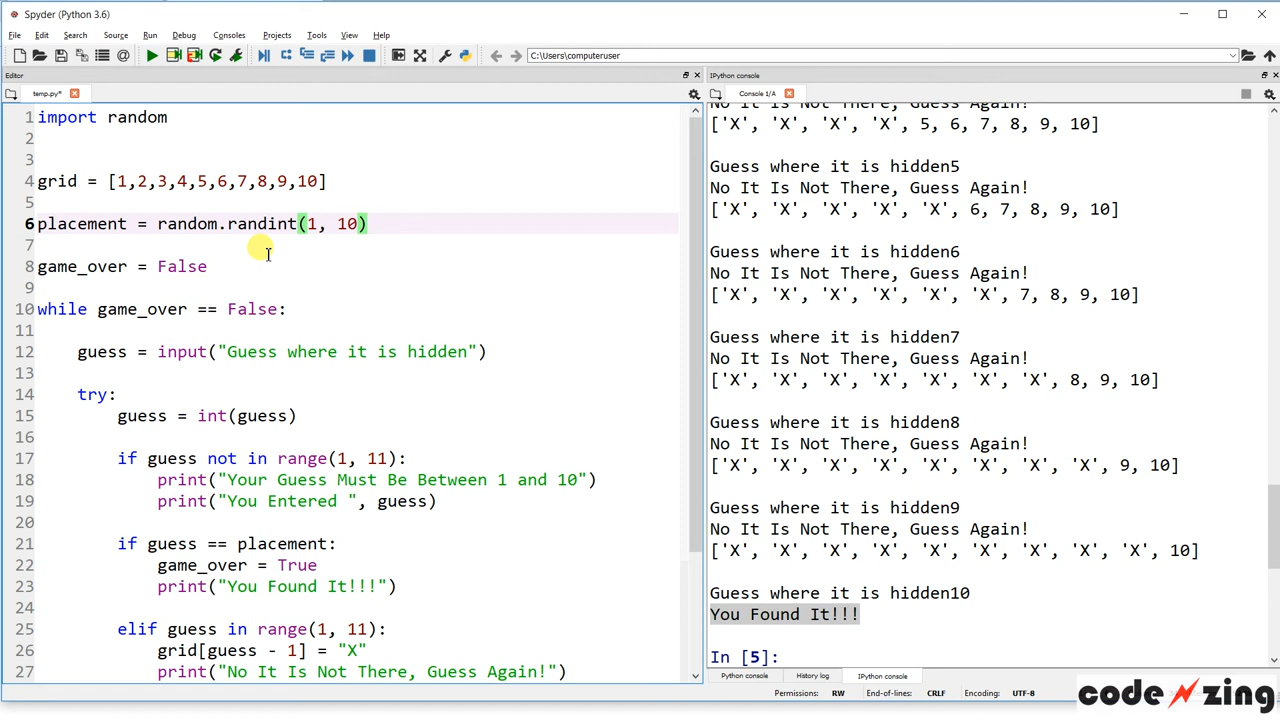 Spyder (Python 3.6)
File Edit Search Source Run Debug Consoles Projects Tools View Help
C:\Users\computeruser
Editor
temp.py*
1 import random
2
3
4 grid = [1,2,3,4,5,6,7,8,9,10]
5
6 placement = random.randint(1, 10)
7
8 game_over = False
9
10 while game_over == False:
11
12 guess = input("Guess where it is hidden")
13
14 try:
15 guess = int(guess)
16
17 if guess not in range(1, 11):
18 print("Your Guess Must Be Between 1 and 10")
19 print("You Entered ", guess)
20
21 if guess == placement:
22 game_over = True
23 print("You Found It!!!")
24
25 elif guess in range(1, 11):
26 grid[guess - 1] = "X"
27 print("No It Is Not There, Guess Again!")
IPython console
Console 1/A
No It Is Not There, Guess Again!
['X', 'X', 'X', 'X', 5, 6, 7, 8, 9, 10]
Guess where it is hidden5
No It Is Not There, Guess Again!
['X', 'X', 'X', 'X', 'X', 6, 7, 8, 9, 10]
Guess where it is hidden6
No It Is Not There, Guess Again!
['X', 'X', 'X', 'X', 'X', 'X', 7, 8, 9, 10]
Guess where it is hidden7
No It Is Not There, Guess Again!
['X', 'X', 'X', 'X', 'X', 'X', 'X', 8, 9, 10]
Guess where it is hidden8
No It Is Not There, Guess Again!
['X', 'X', 'X', 'X', 'X', 'X', 'X', 'X', 9, 10]
Guess where it is hidden9
No It Is Not There, Guess Again!
['X', 'X', 'X', 'X', 'X', 'X', 'X', 'X', 'X', 10]
Guess where it is hidden10
You Found It!!!
In [5]:
Python console History log IPython console
Permissions: RW End-of-lines: CRLF Encoding: UTF-8
code zing